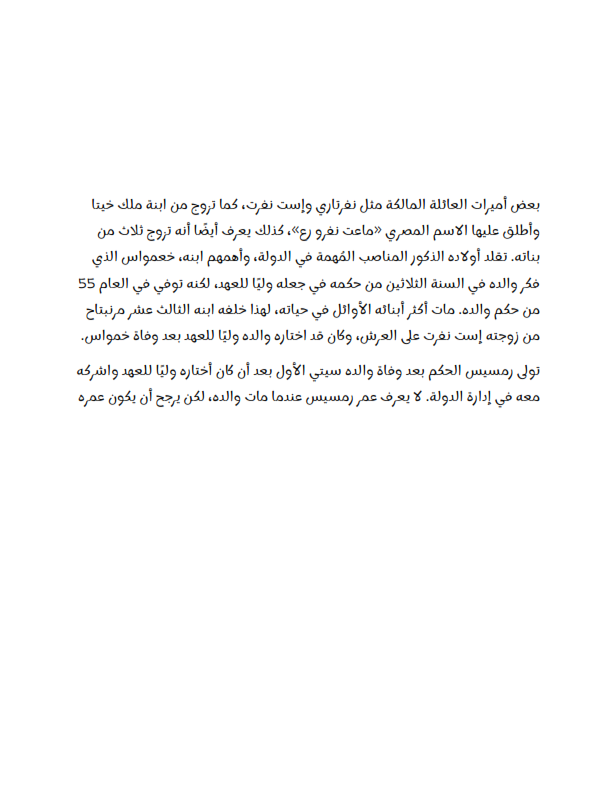 بعض أميرات العائلة المالكة مثل نفرتاري وإست نفرت، كما تزوج من ابنة ملك خيتا
وأطلق عليها الاسم المصري «ماعت نفرو رع»، كذلك يعرف أيضًا أنه تزوج ثلاث من
بناته. تقلد أولاده الذكور المناصب المُهمة في الدولة، وأهمهم ابنه، خعمواس الذي
فكر والده في السنة الثلاثين من حكمه في جعله وليًا للعهد، لكنه توفي في العام 55
من حكم والده. مات أكثر أبنائه الأوائل في حياته، لهذا خلفه ابنه الثالث عشر مرنبتاح
من زوجته إست نفرت على العرش، وكان قد اختاره والده وليًا للعهد بعد وفاة خمواس.
تولى رمسيس الحكم بعد وفاة والده سيتي الأول بعد أن كان أختاره وليًا للعهد واشركه
معه في إدارة الدولة. لا يعرف عمر رمسيس عندما مات والده، لكن يرجح أن يكون عمره